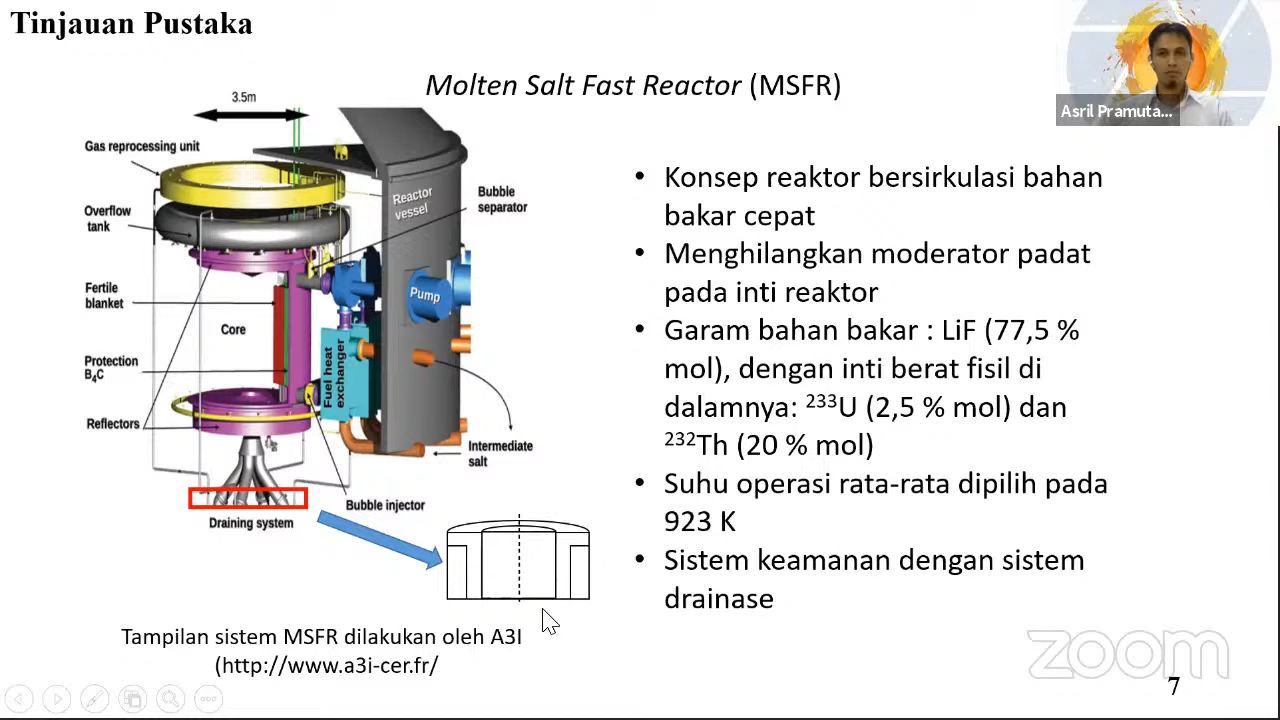 Tinjauan Pustaka
Molten Salt Fast Reactor (MSFR)
Asril Pramuta...
3.5m
Gas reprocessing unit
Overflow
tank
Fertile
blanket
Core
Protection
B4C
Reflectors
Reactor
vessel
Bubble
separator
Pump
Fuel heat
exchanger
Intermediate
salt
Bubble injector
Draining system
Tampilan sistem MSFR dilakukan oleh A3I
(http://www.a3i-cer.fr/
• Konsep reaktor bersirkulasi bahan
bakar cepat
• Menghilangkan moderator padat
pada inti reaktor
• Garam bahan bakar : LiF (77,5 %
mol), dengan inti berat fisil di
dalamnya: ²³³U (2,5 % mol) dan
²³²Th (20 % mol)
• Suhu operasi rata-rata dipilih pada
923 K
• Sistem keamanan dengan sistem
drainase
zoom
7